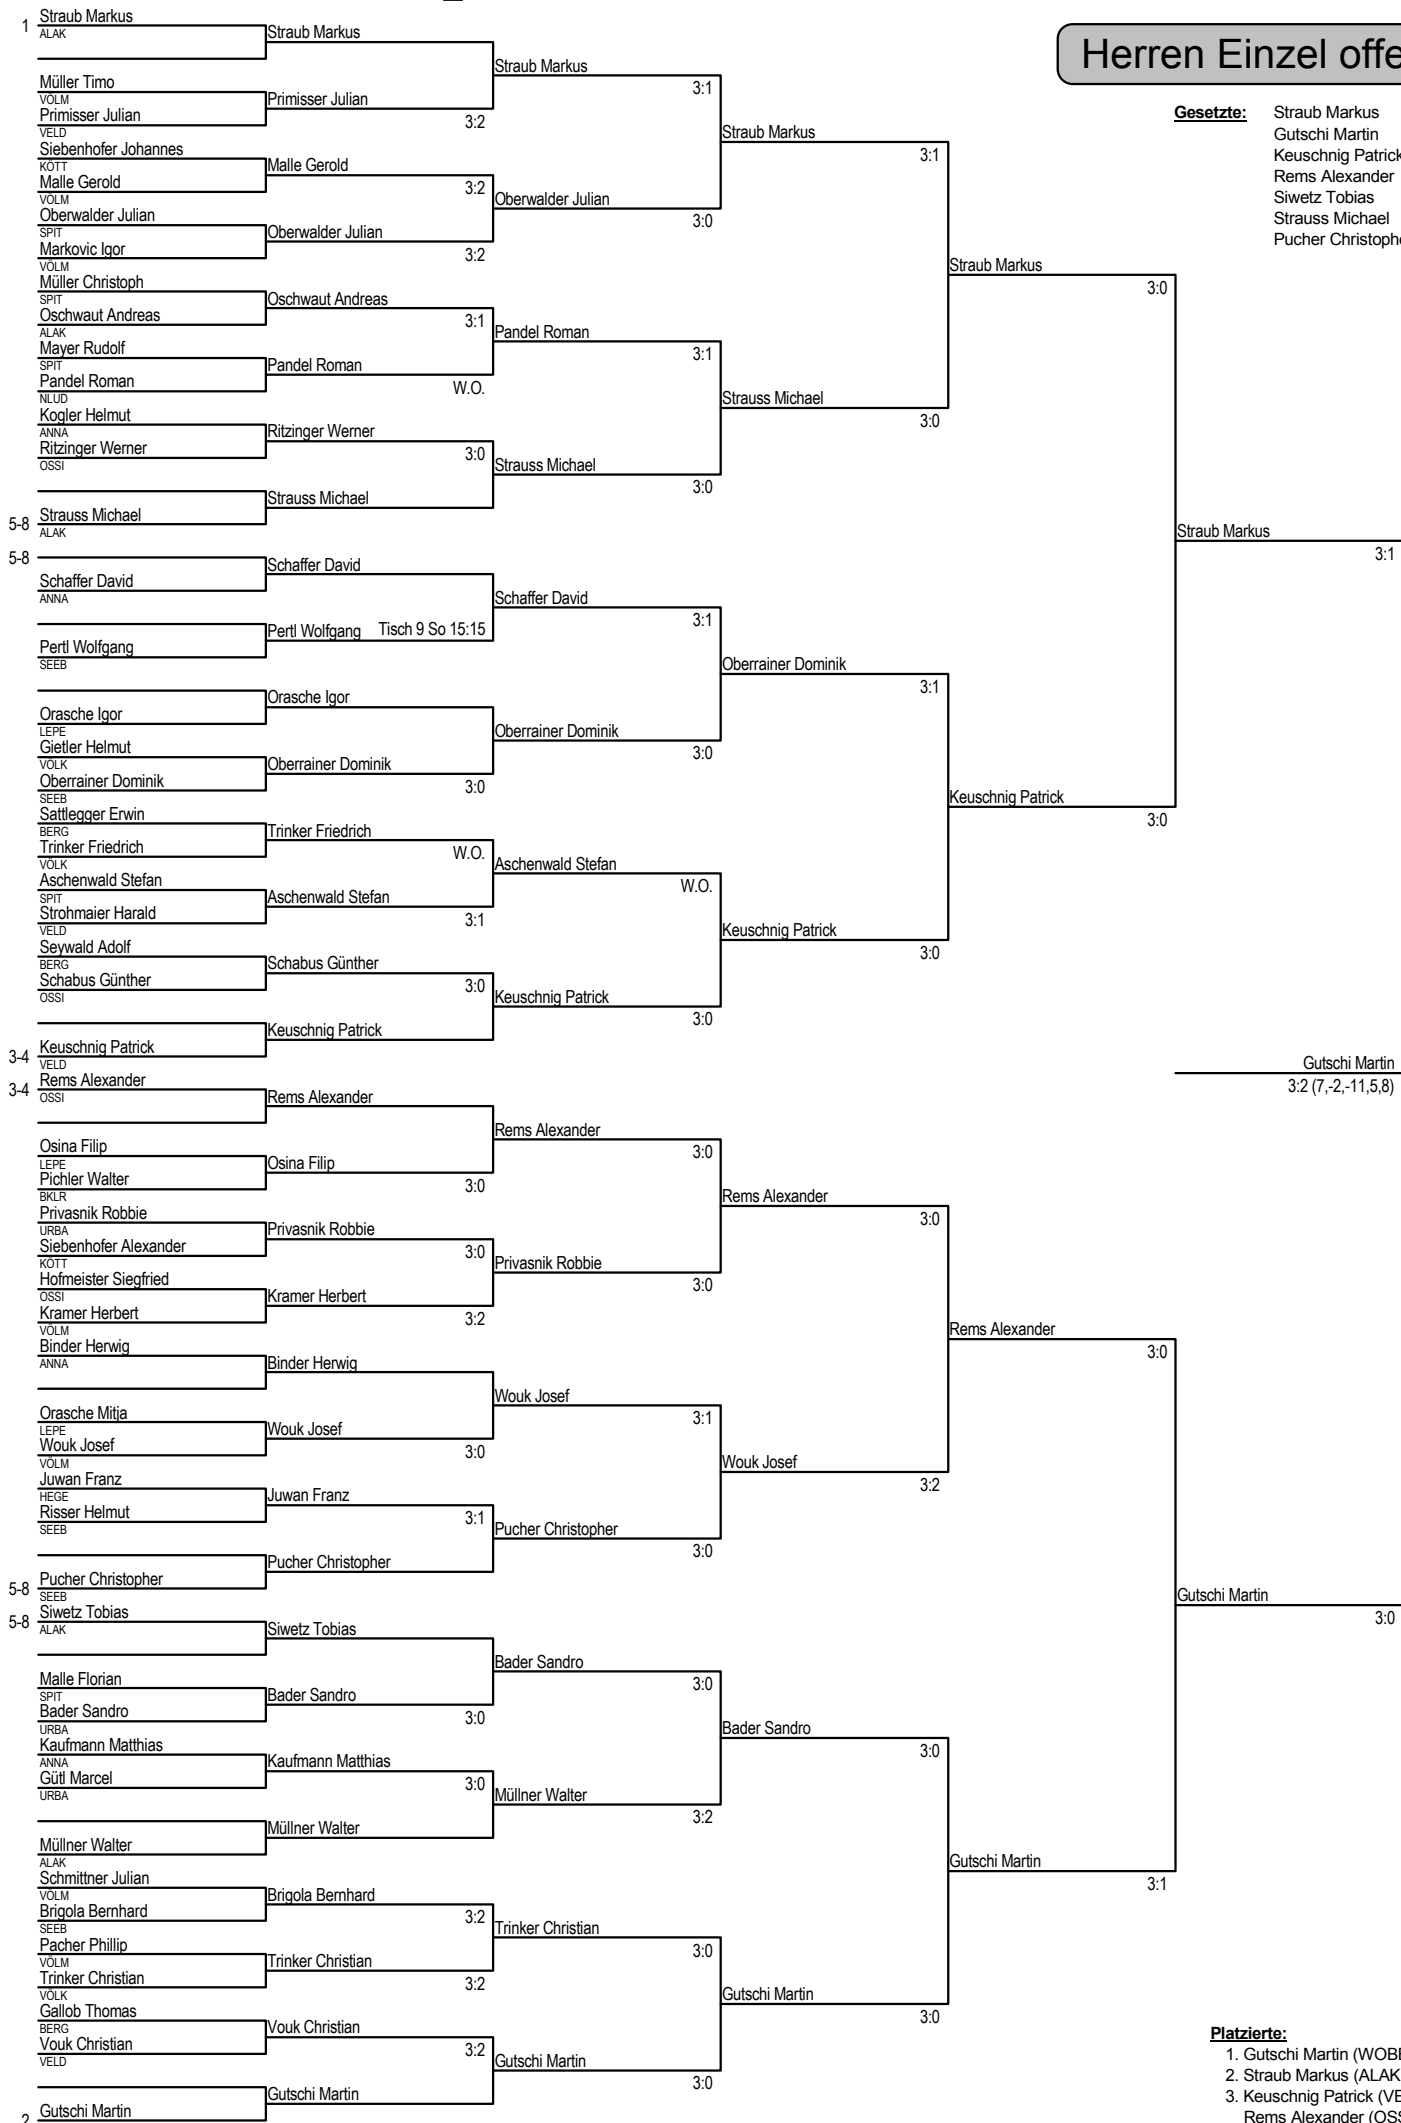 Herren Einzel offe
Gesetzte:
Straub Markus
Gutschi Martin
Keuschnig Patrick
Rems Alexander
Siwetz Tobias
Strauss Michael
Pucher Christoph
1
Straub Markus
ALAK
Müller Timo
VÖLM
Primisser Julian
VELD
Siebenhofer Johannes
KÖTT
Malle Gerold
VÖLM
Oberwalder Julian
SPIT
Markovic Igor
VÖLM
Müller Christoph
SPIT
Oschwaut Andreas
ALAK
Mayer Rudolf
SPIT
Pandel Roman
NLUD
Kogler Helmut
ANNA
Ritzinger Werner
OSSI
5-8
Strauss Michael
ALAK
5-8
Schaffer David
ANNA
Pertl Wolfgang
SEEB
Orasche Igor
LEPE
Gietler Helmut
VÖLK
Oberrainer Dominik
SEEB
Sattlegger Erwin
BERG
Trinker Friedrich
VÖLK
Aschenwald Stefan
SPIT
Strohmaier Harald
VELD
Seywald Adolf
BERG
Schabus Günther
OSSI
3-4
Keuschnig Patrick
VELD
3-4
Rems Alexander
OSSI
Osina Filip
LEPE
Pichler Walter
BKLR
Privasnik Robbie
URBA
Siebenhofer Alexander
KÖTT
Hofmeister Siegfried
OSSI
Kramer Herbert
VÖLM
Binder Herwig
ANNA
Orasche Mitja
LEPE
Wouk Josef
VÖLM
Juwan Franz
HEGE
Risser Helmut
SEEB
5-8
Pucher Christopher
SEEB
5-8
Siwetz Tobias
ALAK
Malle Florian
SPIT
Bader Sandro
URBA
Kaufmann Matthias
ANNA
Gütl Marcel
URBA
Müllner Walter
ALAK
Schmittner Julian
VÖLM
Brigola Bernhard
SEEB
Pacher Phillip
VÖLM
Trinker Christian
VÖLK
Gallob Thomas
BERG
Vouk Christian
VELD
2
Gutschi Martin
Straub Markus
Primisser Julian
3:2
Malle Gerold
3:2
Oberwalder Julian
3:2
Oschwaut Andreas
3:1
Pandel Roman
W.O.
Ritzinger Werner
3:0
Strauss Michael
Schaffer David
Pertl Wolfgang
Tisch 9 So 15:15
Orasche Igor
Oberrainer Dominik
3:0
Trinker Friedrich
W.O.
Aschenwald Stefan
3:1
Schabus Günther
3:0
Keuschnig Patrick
Rems Alexander
Osina Filip
3:0
Privasnik Robbie
3:0
Kramer Herbert
3:2
Binder Herwig
Wouk Josef
3:0
Juwan Franz
3:1
Pucher Christopher
Siwetz Tobias
Bader Sandro
3:0
Kaufmann Matthias
3:0
Müllner Walter
Brigola Bernhard
3:2
Trinker Christian
3:2
Vouk Christian
3:2
Gutschi Martin
Straub Markus
3:1
Oberwalder Julian
3:0
Pandel Roman
3:1
Strauss Michael
3:0
Schaffer David
3:1
Oberrainer Dominik
3:0
Aschenwald Stefan
W.O.
Keuschnig Patrick
3:0
Rems Alexander
3:0
Privasnik Robbie
3:0
Wouk Josef
3:1
Pucher Christopher
3:0
Bader Sandro
3:0
Müllner Walter
3:2
Trinker Christian
3:0
Gutschi Martin
3:0
Straub Markus
3:1
Strauss Michael
3:0
Oberrainer Dominik
3:1
Keuschnig Patrick
3:0
Rems Alexander
3:0
Wouk Josef
3:2
Bader Sandro
3:0
Gutschi Martin
3:0
Straub Markus
3:0
Keuschnig Patrick
3:0
Rems Alexander
3:0
Gutschi Martin
3:1
Straub Markus
3:1
Gutschi Martin
3:0
Gutschi Martin
3:2 (7,-2,-11,5,8)
Platzierte:
1. Gutschi Martin (WOB
2. Straub Markus (ALAK
3. Keuschnig Patrick (VE
Rems Alexander (OSS